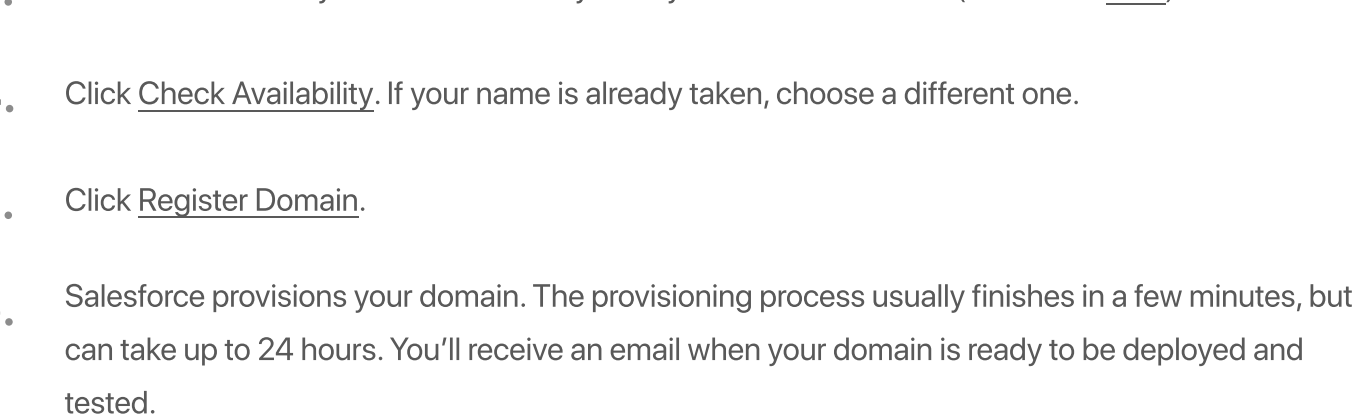 Click Check Availability. If your name is already taken, choose a different one.
Click Register Domain.
Salesforce provisions your domain. The provisioning process usually finishes in a few minutes, but
can take up to 24 hours. You’ll receive an email when your domain is ready to be deployed and
tested.